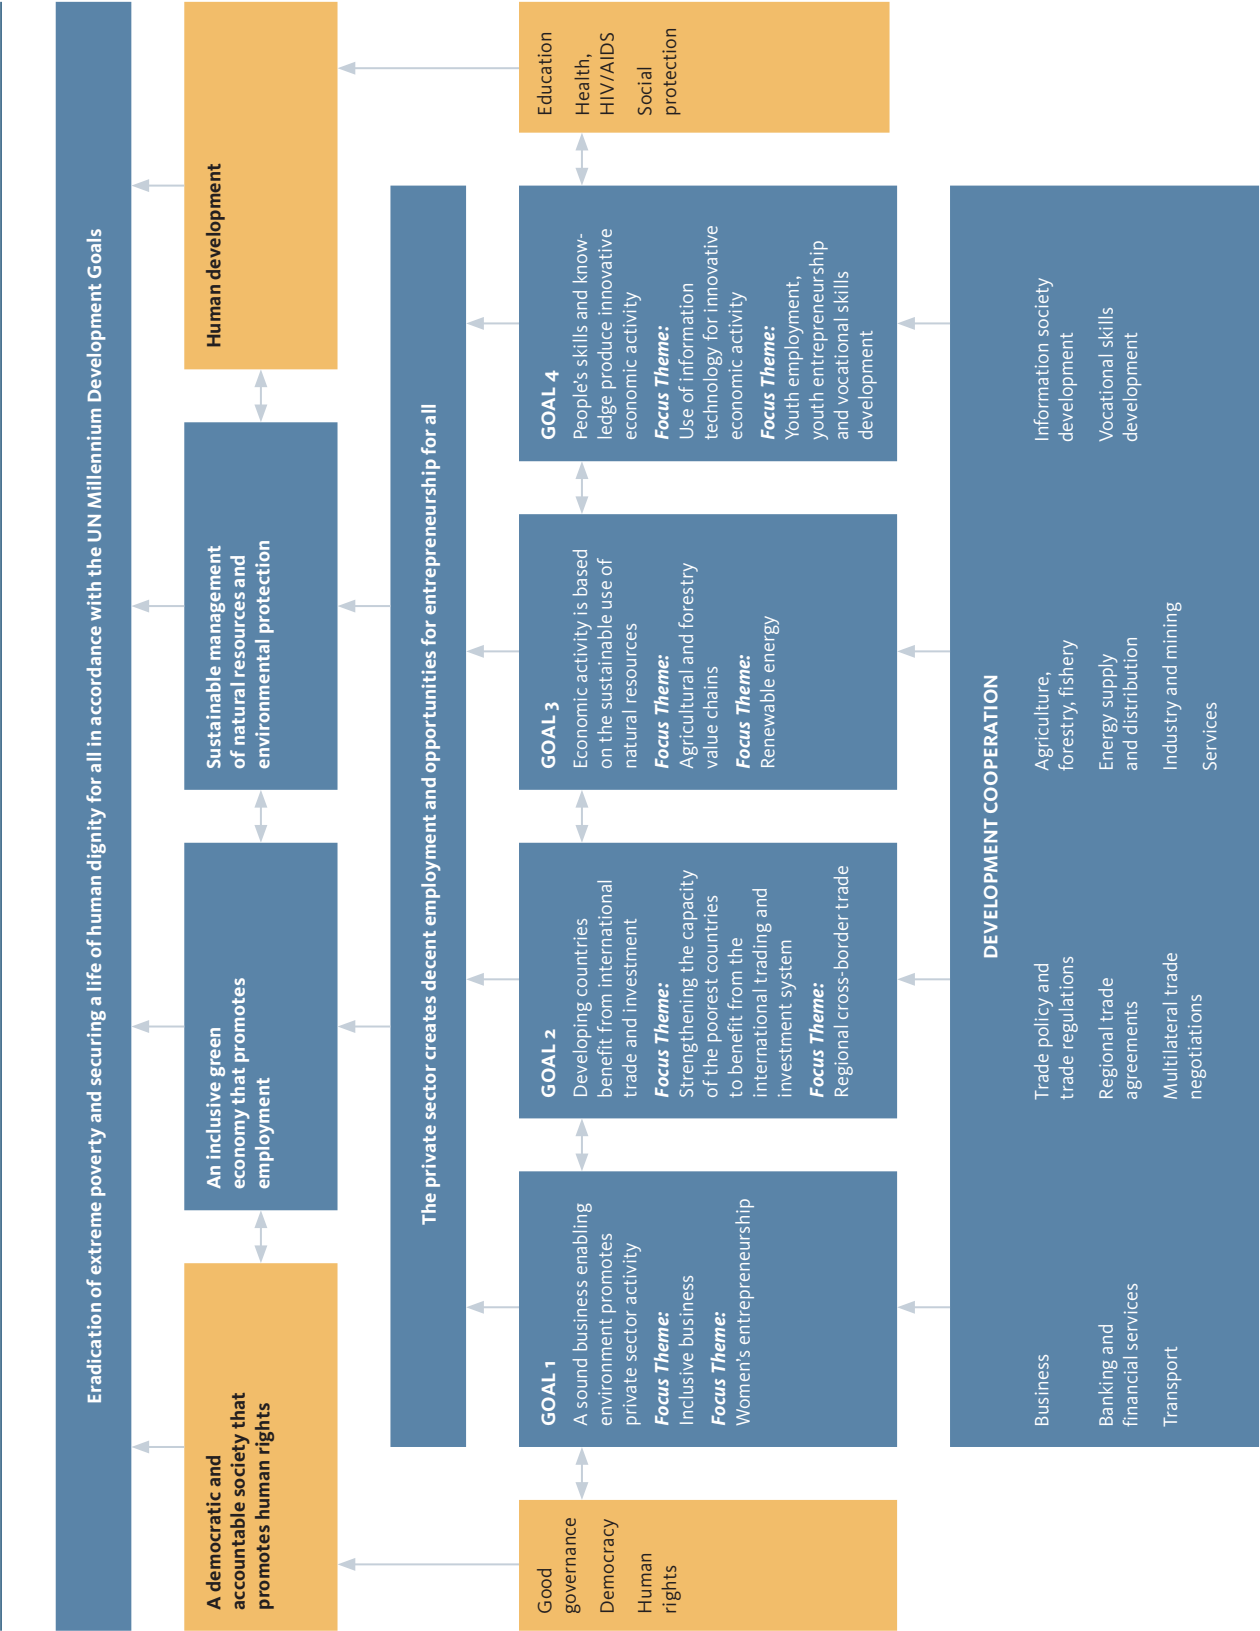 Eradication of extreme poverty and securing a life of human dignity for all in accordance with the UN Millennium Development Goals
A democratic and
accountable society that
promotes human rights
An inclusive green
economy that promotes
employment
Sustainable management
of natural resources and
environmental protection
Human development
The private sector creates decent employment and opportunities for entrepreneurship for all
Good
governance
Democracy
Human
rights
GOAL 1
A sound business enabling
environment promotes
private sector activity
Focus Theme:
Inclusive business
Focus Theme:
Women's entrepreneurship
GOAL 2
Developing countries
benefit from international
trade and investment
Focus Theme:
Strengthening the capacity
of the poorest countries
to benefit from the
international trading and
investment system
Focus Theme:
Regional cross-border trade
GOAL 3
Economic activity is based
on the sustainable use of
natural resources
Focus Theme:
Agricultural and forestry
value chains
Focus Theme:
Renewable energy
GOAL 4
People's skills and know-
ledge produce innovative
economic activity
Focus Theme:
Use of information
technology for innovative
economic activity
Focus Theme:
Youth employment,
youth entrepreneurship
and vocational skills
development
Education
Health,
HIV/AIDS
Social
protection
DEVELOPMENT COOPERATION
Business
Banking and
financial services
Transport
Trade policy and
trade regulations
Regional trade
agreements
Multilateral trade
negotiations
Agriculture,
forestry, fishery
Energy supply
and distribution
Industry and mining
Services
Information society
development
Vocational skills
development